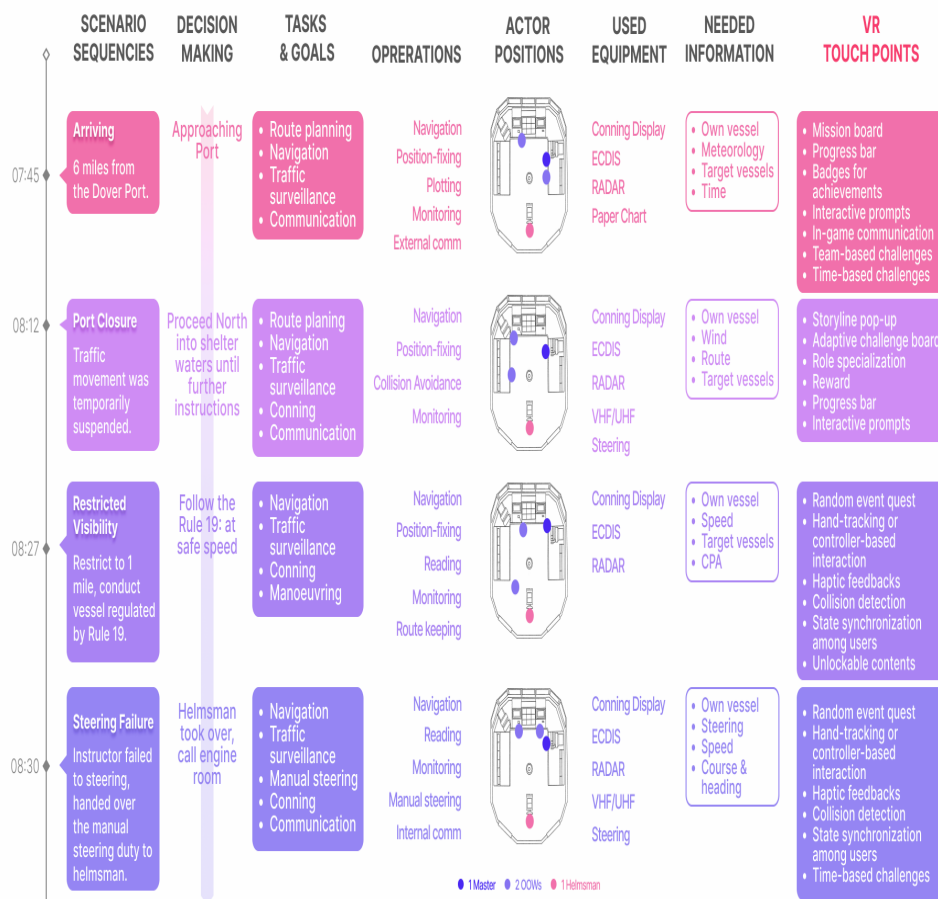 SCENARIO
SEQUENCIES
DECISION
MAKING
TASKS
& GOALS
OPRERATIONS
ACTOR
POSITIONS
USED
EQUIPMENT
NEEDED
INFORMATION
VR
TOUCH POINTS
07:45
Arriving
6 miles from
the Dover Port.
Approaching
Port
• Route planning
• Navigation
• Traffic
surveillance
• Communication
Navigation
Position-fixing
Plotting
Monitoring
External comm
Conning Display
ECDIS
RADAR
Paper Chart
• Own vessel
• Meteorology
• Target vessels
• Time
• Mission board
• Progress bar
• Badges for
achievements
• Interactive prompts
• In-game communication
• Team-based challenges
• Time-based challenges
08:12
Port Closure
Traffic
movement was
temporarily
suspended.
Proceed North
into shelter
waters until
further
instructions
• Route planing
• Navigation
• Traffic
surveillance
• Conning
• Communication
Navigation
Position-fixing
Collision Avoidance
Monitoring
Conning Display
ECDIS
RADAR
VHF/UHF
Steering
• Own vessel
• Wind
• Route
• Target vessels
• Storyline pop-up
• Adaptive challenge board
• Role specialization
• Reward
• Progress bar
• Interactive prompts
08:27
Restricted
Visibility
Restrict to 1
mile, conduct
vessel regulated
by Rule 19.
Follow the
Rule 19: at
safe speed
• Navigation
• Traffic
surveillance
• Conning
• Manoeuvring
Navigation
Position-fixing
Reading
Monitoring
Route keeping
Conning Display
ECDIS
RADAR
• Own vessel
• Speed
• Target vessels
• CPA
• Random event quest
• Hand-tracking or
controller-based
interaction
• Haptic feedbacks
• Collision detection
• State synchronization
among users
• Unlockable contents
08:30
Steering Failure
Instructor failed
to steering,
handed over
the manual
steering duty to
helmsman.
Helmsman
took over,
call engine
room
• Navigation
• Traffic
surveillance
• Manual steering
• Conning
• Communication
Navigation
Reading
Monitoring
Manual steering
Internal comm
Conning Display
ECDIS
RADAR
VHF/UHF
Steering
• Own vessel
• Steering
• Speed
• Course &
heading
• Random event quest
• Hand-tracking or
controller-based
interaction
• Haptic feedbacks
• Collision detection
• State synchronization
among users
• Time-based challenges
1 Master
2 OOWs
1 Helmsman